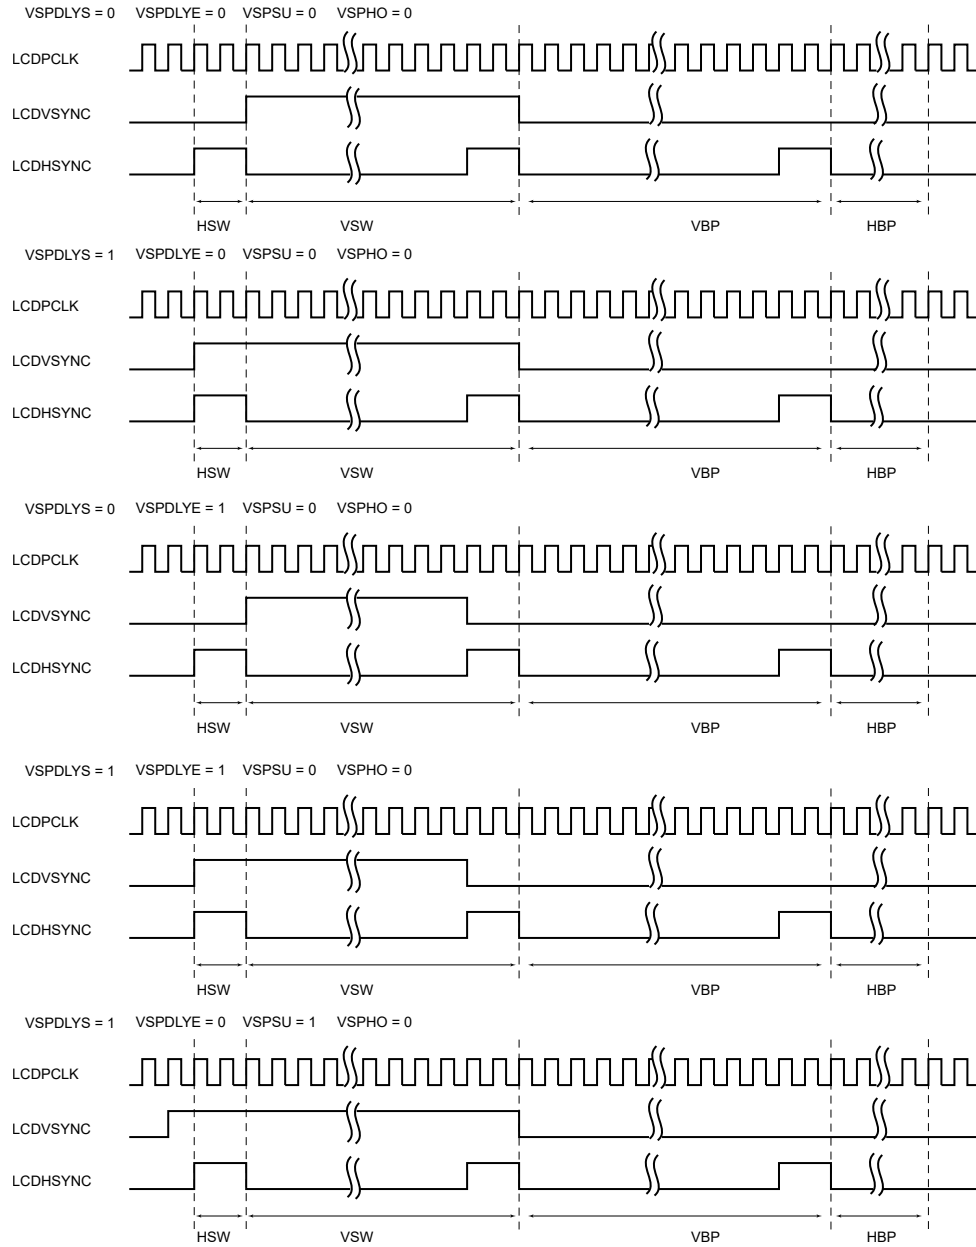 VSPDLYS = 0 VSPDLYE = 0 VSPSU = 0 VSPHO = 0
LCDPCLK
LCDVSYNC
LCDHSYNC
HSW VSW VBP HBP
VSPDLYS = 1 VSPDLYE = 0 VSPSU = 0 VSPHO = 0
LCDPCLK
LCDVSYNC
LCDHSYNC
HSW VSW VBP HBP
VSPDLYS = 0 VSPDLYE = 1 VSPSU = 0 VSPHO = 0
LCDPCLK
LCDVSYNC
LCDHSYNC
HSW VSW VBP HBP
VSPDLYS = 1 VSPDLYE = 1 VSPSU = 0 VSPHO = 0
LCDPCLK
LCDVSYNC
LCDHSYNC
HSW VSW VBP HBP
VSPDLYS = 1 VSPDLYE = 0 VSPSU = 1 VSPHO = 0
LCDPCLK
LCDVSYNC
LCDHSYNC
HSW VSW VBP HBP